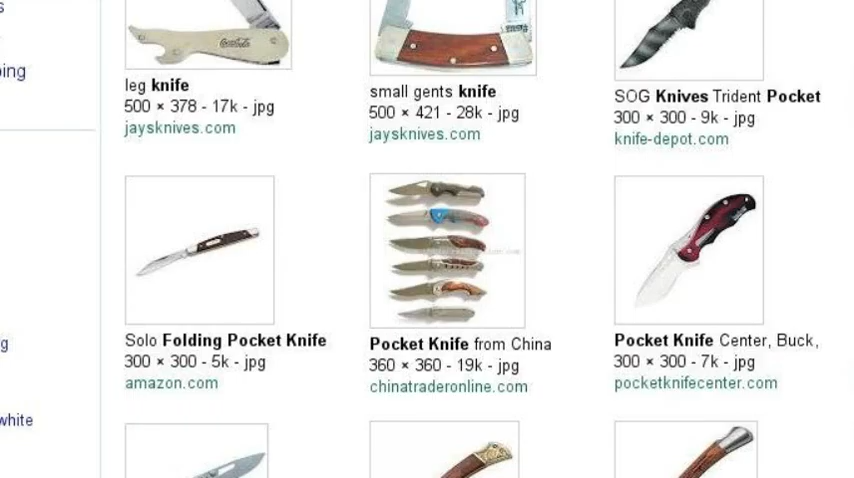 s
ping
g
white
leg knife
500 × 378 - 17k - jpg
jaysknives.com
small gents knife
500 × 421 - 28k - jpg
jaysknives.com
SOG Knives Trident Pocket
300 × 300 - 9k - jpg
knife-depot.com
Solo Folding Pocket Knife
300 × 300 - 5k - jpg
amazon.com
Pocket Knife from China
360 × 360 - 19k - jpg
chinatraderonline.com
Pocket Knife Center, Buck,
300 × 300 - 7k - jpg
pocketknifecenter.com